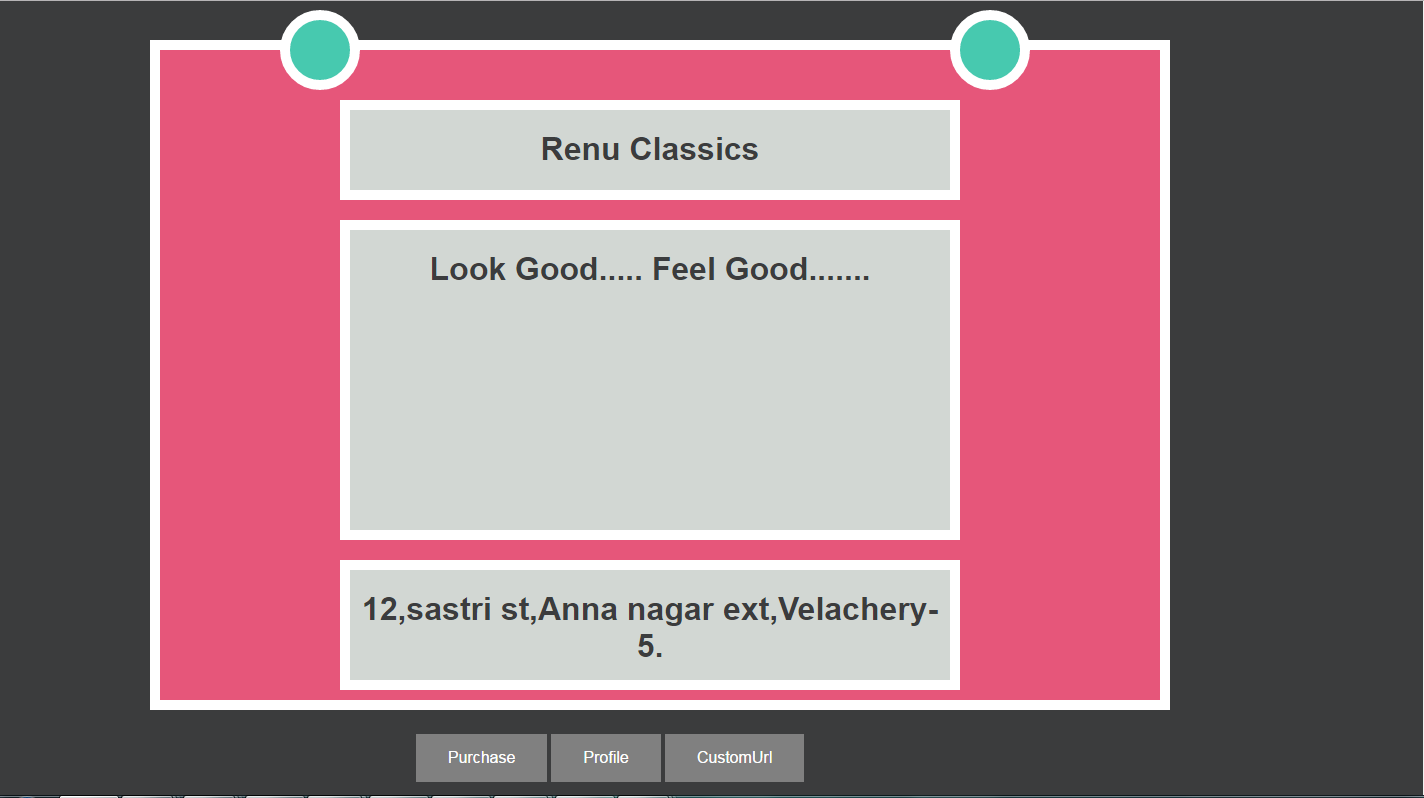 Renu Classics
Look Good..... Feel Good.......
12,sastri st,Anna nagar ext,Velachery-
5.
Purchase
Profile
CustomUrl